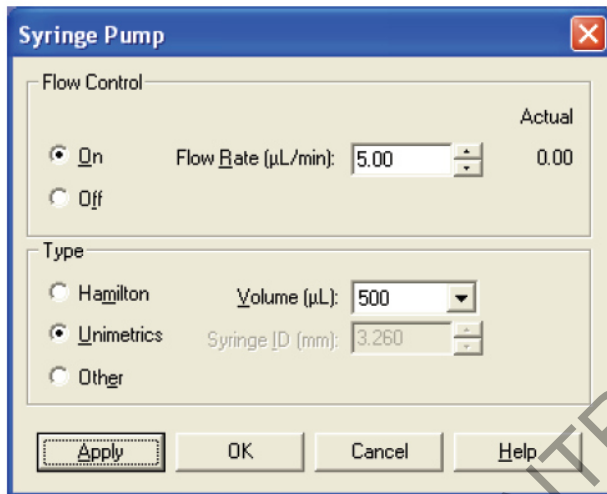 Syringe Pump
Flow Control
Actual
On
Flow Rate (µL/min):
5.00
0.00
Off
Type
Hamilton
Volume (µL):
500
Unimetrics
Syringe ID (mm):
3.260
Other
Apply
OK
Cancel
Help